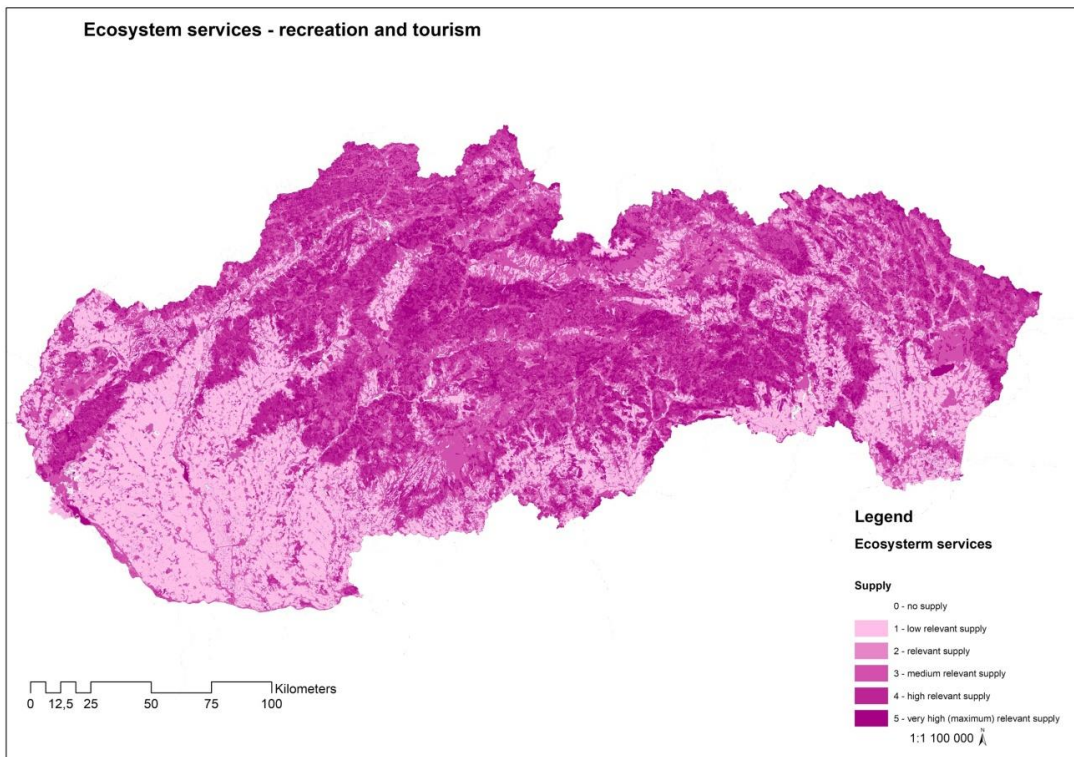 Ecosystem services - recreation and tourism
Legend
Ecosysterm services
Supply
0 - no supply
1 - low relevant supply
2 - relevant supply
3 - medium relevant supply
4 - high relevant supply
5 - very high (maximum) relevant supply
1:1 100 000
N
Kilometers
0 12,5 25 50 75 100